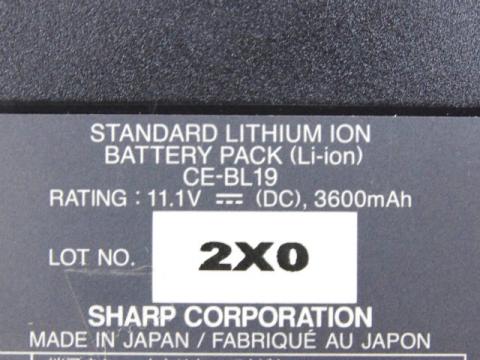 STANDARD LITHIUM ION
BATTERY PACK (Li-ion)
CE-BL19
RATING : 11.1V ⎓ (DC), 3600mAh
LOT NO. 2X0
SHARP CORPORATION
MADE IN JAPAN / FABRIQUÉ AU JAPON